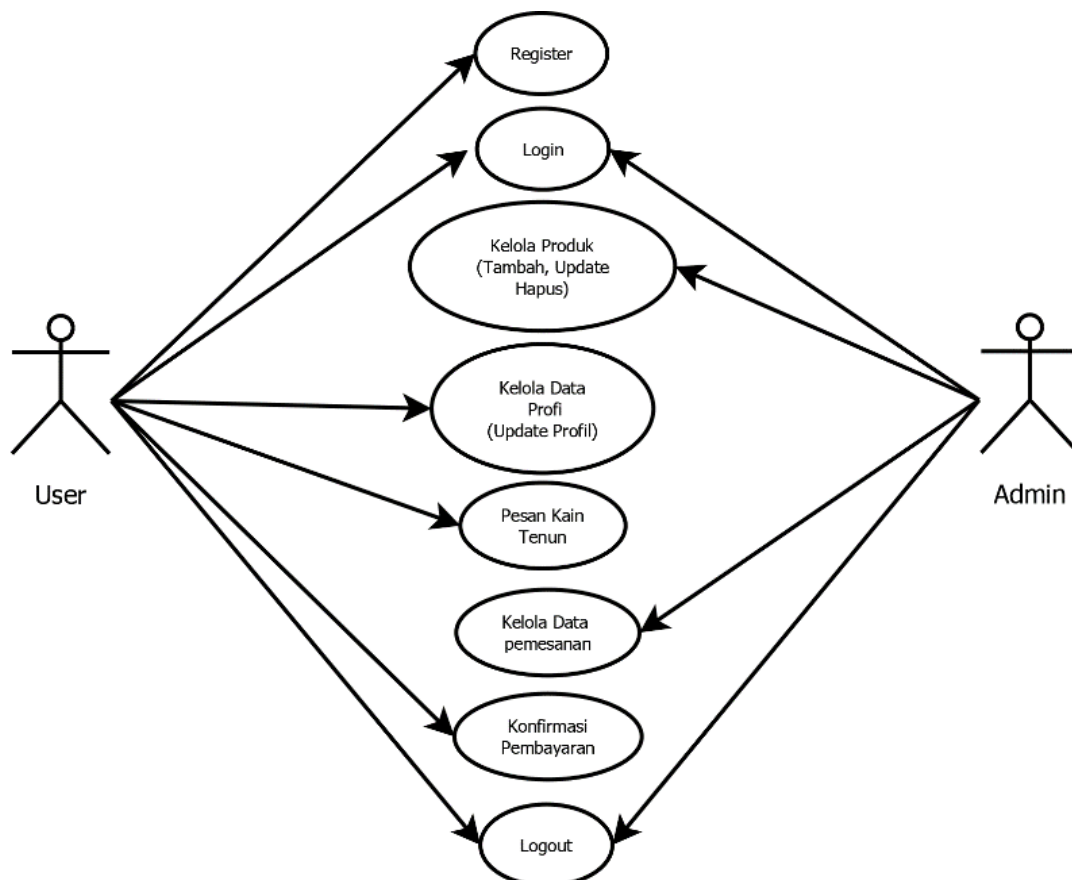 Register
Login
Kelola Produk
(Tambah, Update
Hapus)
Kelola Data
Profi
(Update Profil)
User
Admin
Pesan Kain
Tenun
Kelola Data
pemesanan
Konfirmasi
Pembayaran
Logout